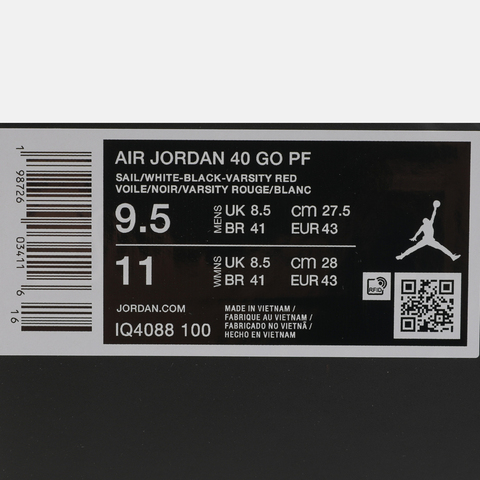 AIR JORDAN 40 GO PF
SAIL/WHITE-BLACK-VARSITY RED
VOILE/NOIR/VARSITY ROUGE/BLANC
9.5 MENS UK 8.5 cm 27.5
BR 41 EUR 43
11 WMNS UK 8.5 cm 28
BR 41 EUR 43
JORDAN.COM
IQ4088 100
MADE IN VIETNAM /
FABRIQUE AU VIETNAM /
FABRICADO NO VIETNÃ /
HECHO EN VIETNAM
RFID
1 98726 03411 6 16